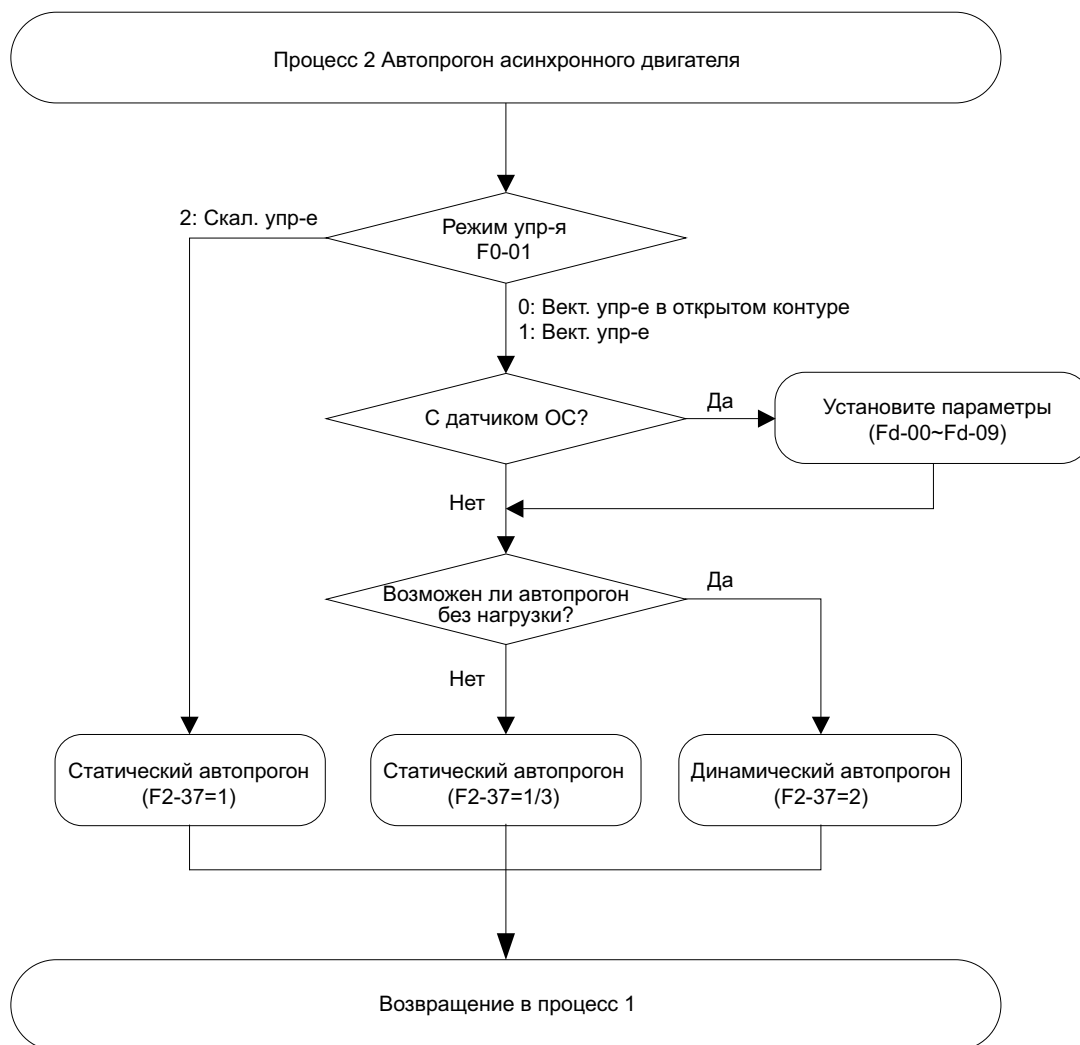 Процесс 2 Автопрогон асинхронного двигателя
2: Скал. упр-е
Режим упр-я
F0-01
0: Вект. упр-е в открытом контуре
1: Вект. упр-е
С датчиком ОС?
Да
Установите параметры
(Fd-00~Fd-09)
Нет
Возможен ли автопрогон
без нагрузки?
Да
Нет
Статический автопрогон
(F2-37=1)
Статический автопрогон
(F2-37=1/3)
Динамический автопрогон
(F2-37=2)
Возвращение в процесс 1